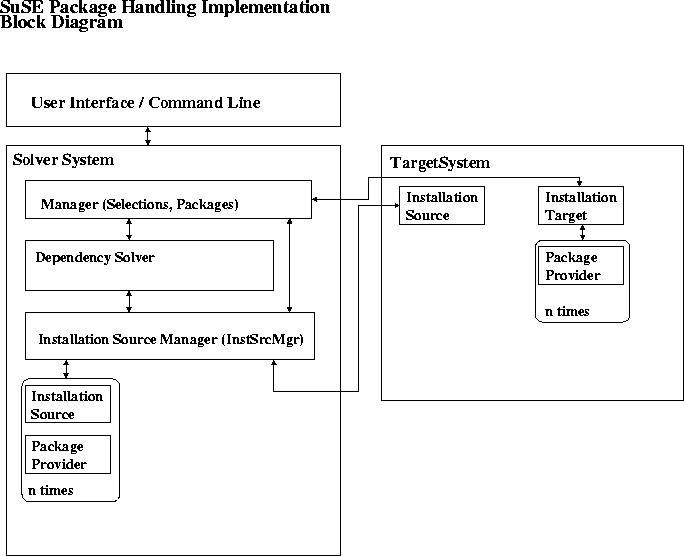 SuSE Package Handling Implementation
Block Diagram
User Interface / Command Line
Solver System
Manager (Selections, Packages)
Dependency Solver
Installation Source Manager (InstSrcMgr)
Installation
Source
Package
Provider
n times
TargetSystem
Installation
Source
Installation
Target
Package
Provider
n times